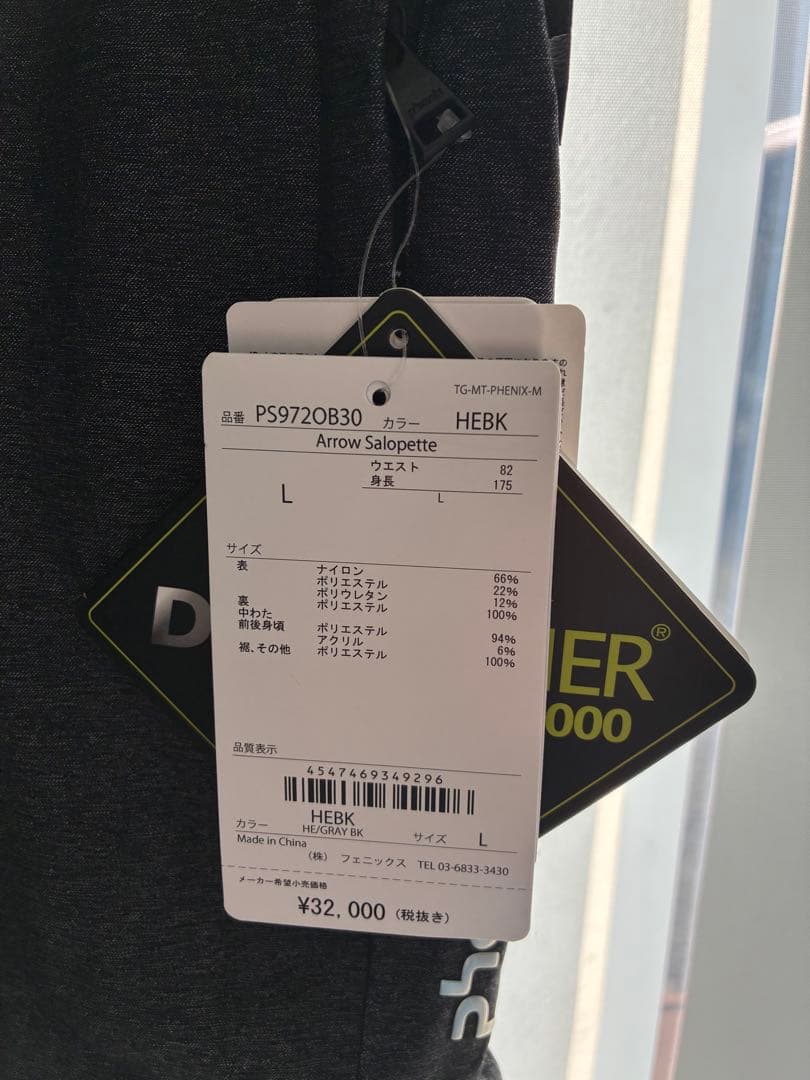 phenix
TG-MT-PHENIX-M
品番 PS972OB30 カラー HEBK
Arrow Salopette
ウエスト 82
身長 175
L
L
サイズ
表 ナイロン 66%
ポリエステル 22%
ポリウレタン 12%
裏 ポリエステル 100%
中わた
前後身頃 ポリエステル 94%
アクリル 6%
裾、その他 ポリエステル 100%
D
IER®
000
品質表示
4547469349296
カラー HEBK サイズ L
HE/GRAY BK
Made in China
(株) フェニックス TEL 03-6833-3430
メーカー希望小売価格
¥32,000 (税抜き)
phe